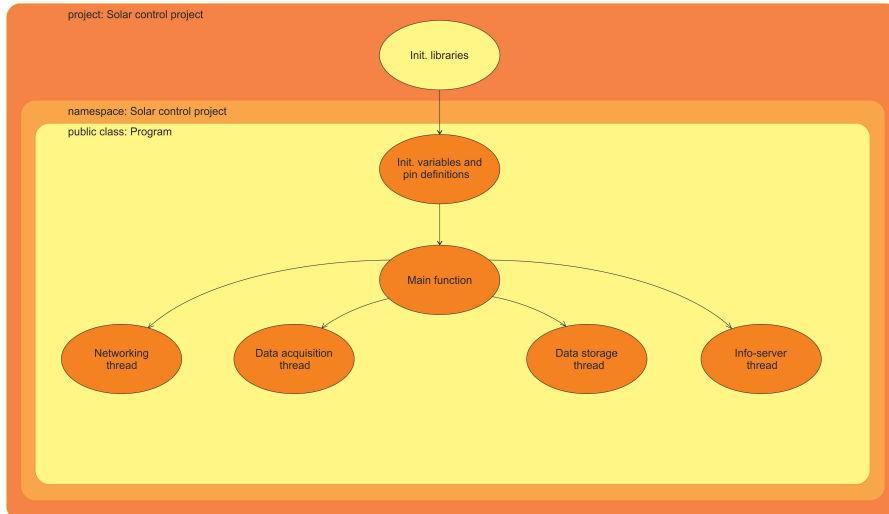 project: Solar control project
Init. libraries
namespace: Solar control project
public class: Program
Init. variables and
pin definitions
Main function
Networking
thread
Data acquisition
thread
Data storage
thread
Info-server
thread